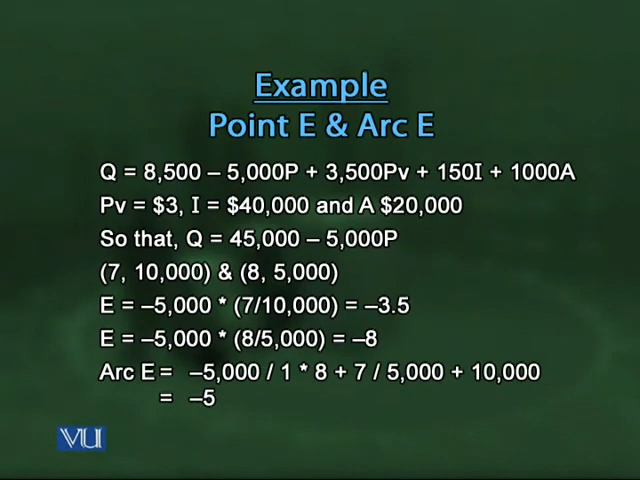 Example
Point E & Arc E
Q = 8,500 – 5,000P + 3,500Pv + 150I + 1000A
Pv = $3, I = $40,000 and A $20,000
So that, Q = 45,000 – 5,000P
(7, 10,000) & (8, 5,000)
E = –5,000 * (7/10,000) = –3.5
E = –5,000 * (8/5,000) = –8
Arc E = –5,000 / 1 * 8 + 7 / 5,000 + 10,000
= –5
VU